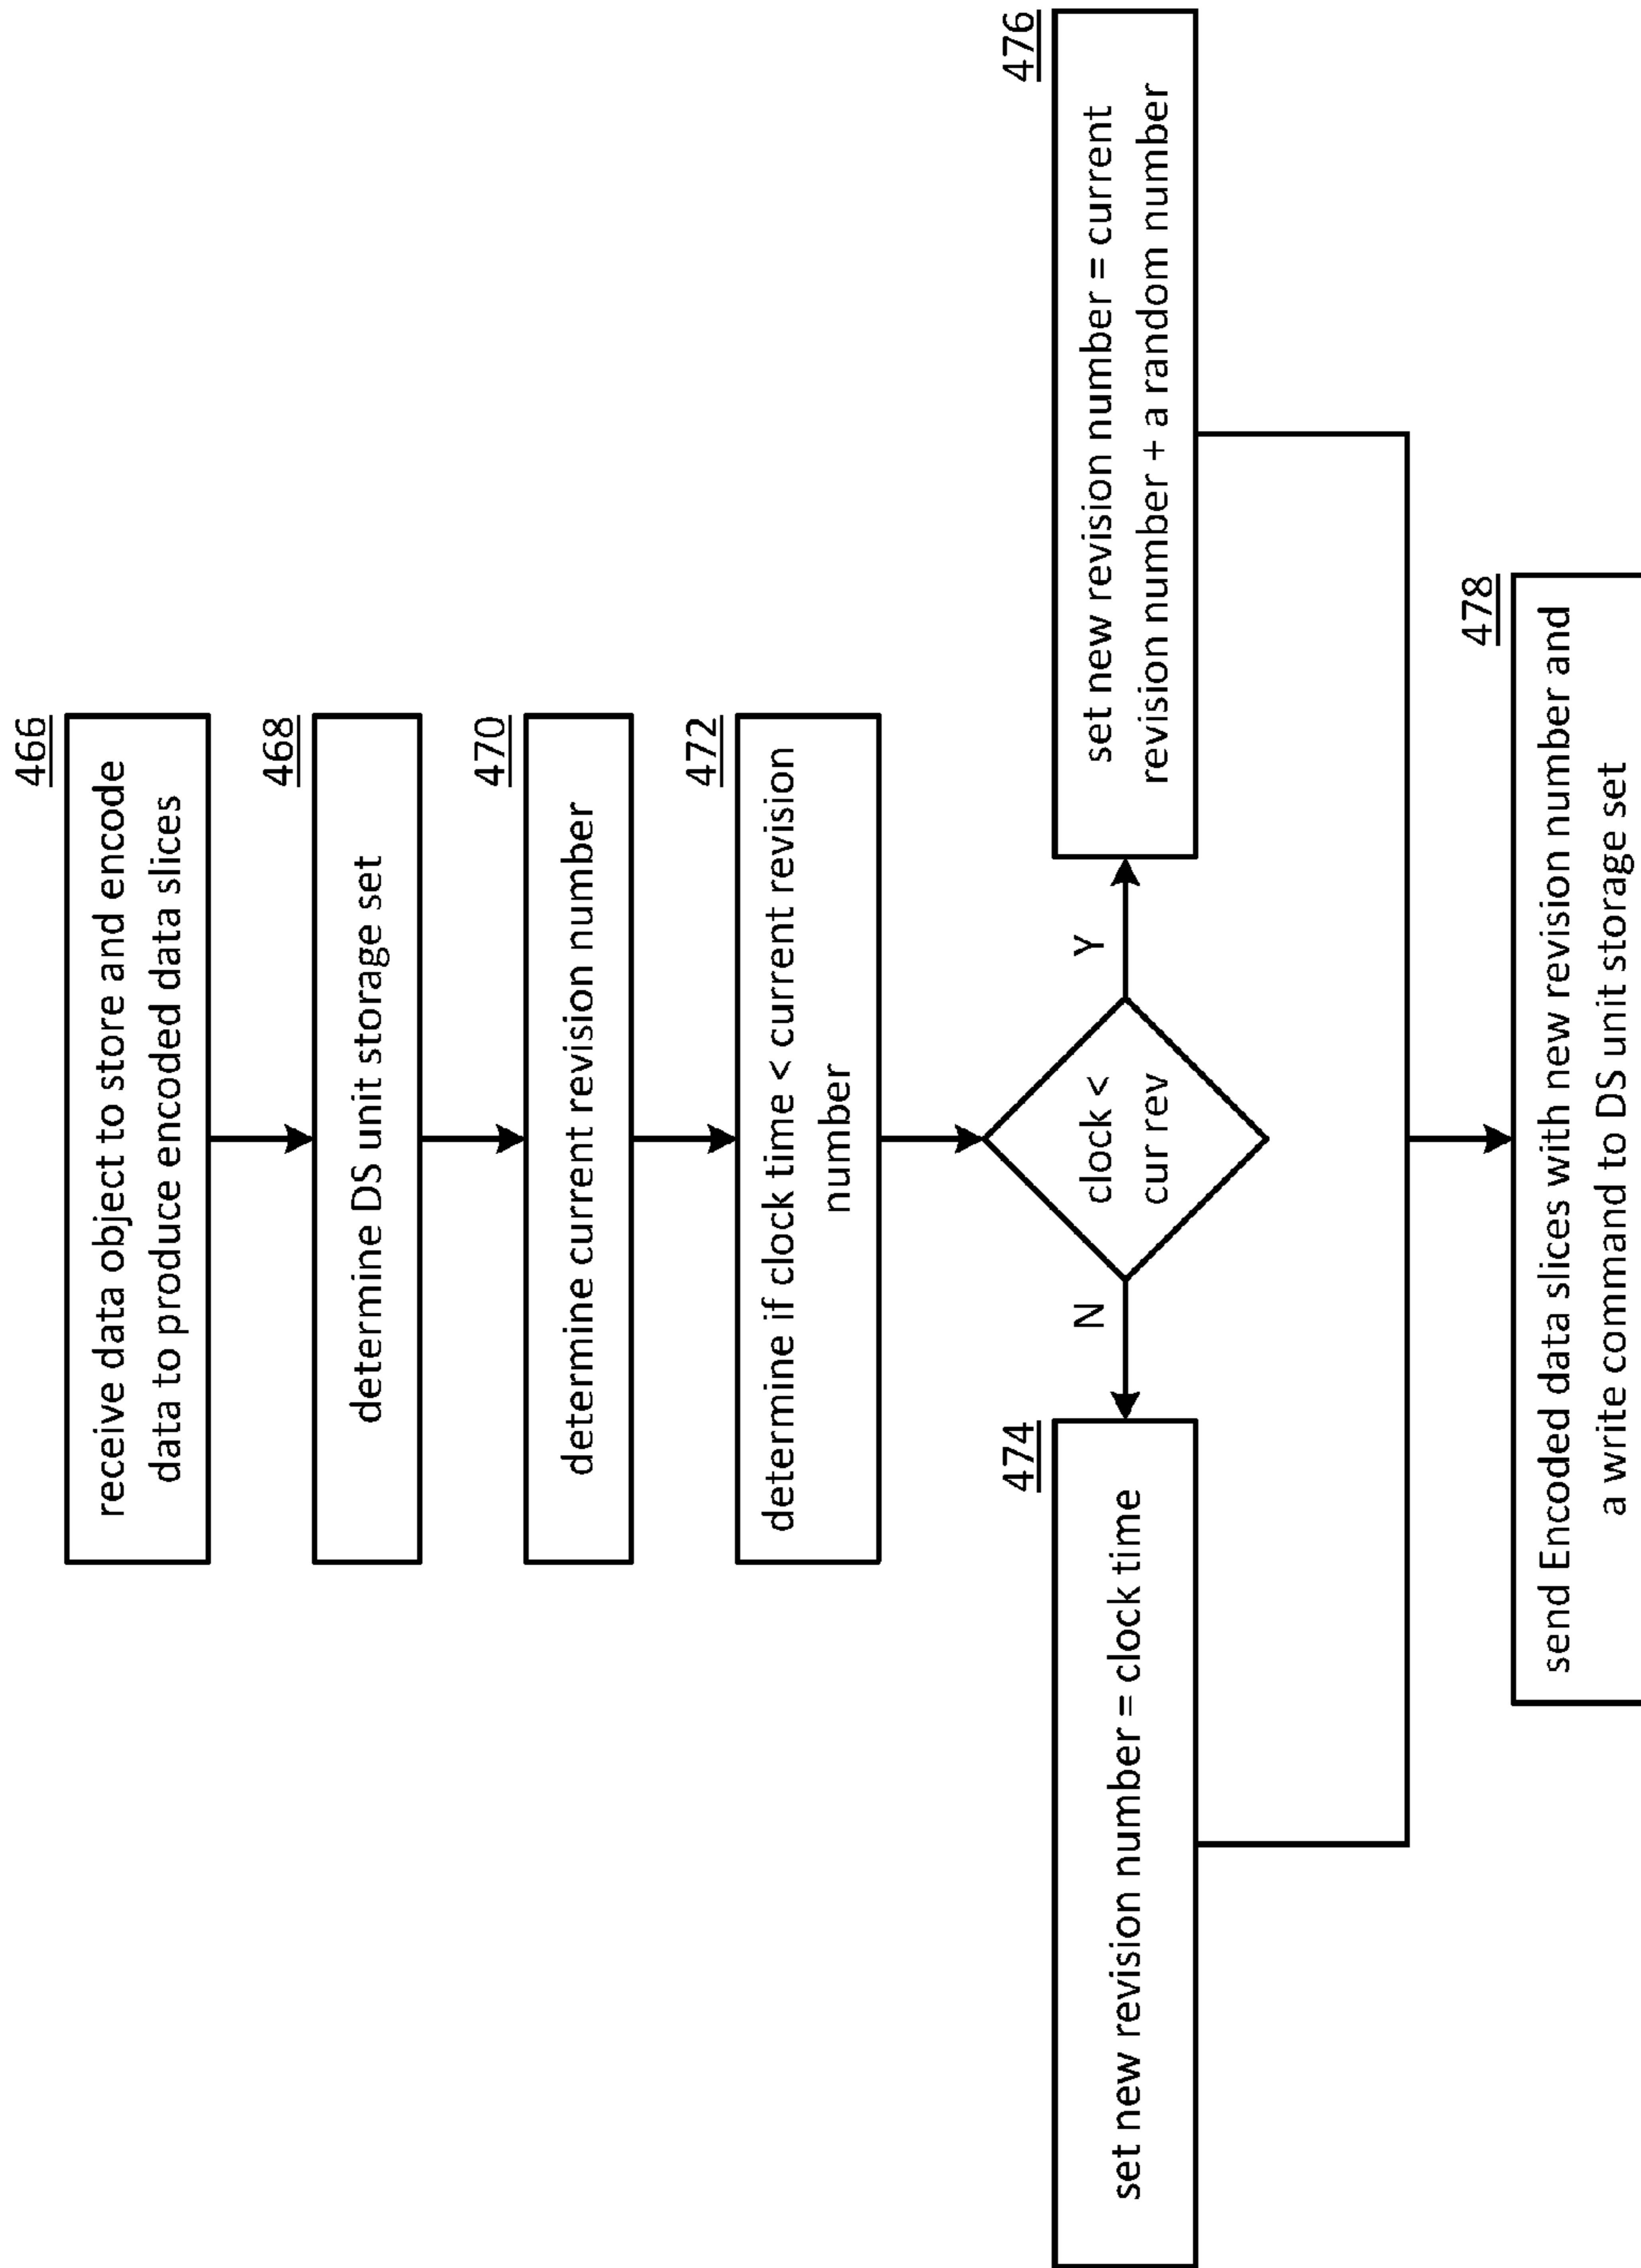 466
receive data object to store and encode
data to produce encoded data slices
468
determine DS unit storage set
470
determine current revision number
472
determine if clock time < current revision
number
clock <
cur rev
N
Y
474
set new revision number = clock time
476
set new revision number = current
revision number + a random number
478
send Encoded data slices with new revision number and
a write command to DS unit storage set